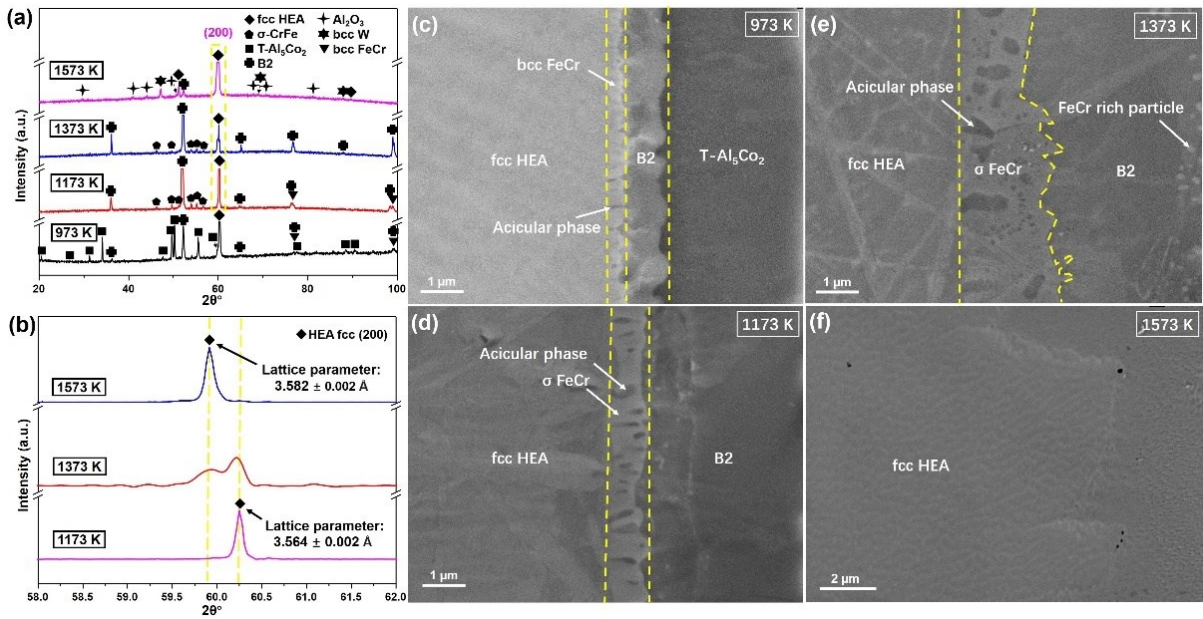 (a)
fcc HEA
Al₂O₃
σ-CrFe
bcc W
T-Al₅Co₂
bcc FeCr
B2
(200)
1573 K
1373 K
1173 K
973 K
Intensity (a.u.)
20 30 40 50 60 70 80 90 100
2θ°
(b)
HEA fcc (200)
Lattice parameter:
3.582 ± 0.002 Å
1573 K
1373 K
Lattice parameter:
3.564 ± 0.002 Å
1173 K
Intensity (a.u.)
58.0 58.5 59.0 59.5 60.0 60.5 61.0 61.5 62.0
2θ°
(c)
973 K
bcc FeCr
fcc HEA
B2
T-Al₅Co₂
Acicular phase
1 μm
(d)
1173 K
Acicular phase
σ FeCr
fcc HEA
B2
1 μm
(e)
1373 K
Acicular phase
FeCr rich particle
fcc HEA
σ FeCr
B2
1 μm
(f)
1573 K
fcc HEA
2 μm